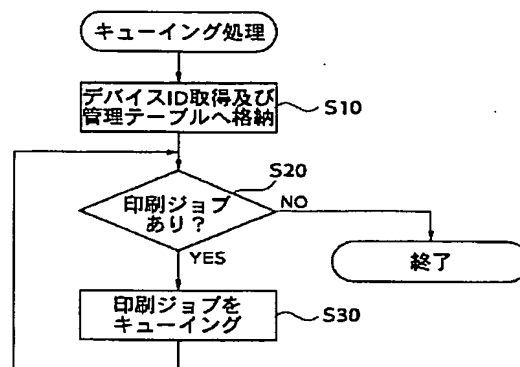 キューイング処理
デバイスID取得及び
管理テーブルへ格納
S10
S20
印刷ジョブ
あり？
NO
YES
終了
印刷ジョブを
キューイング
S30